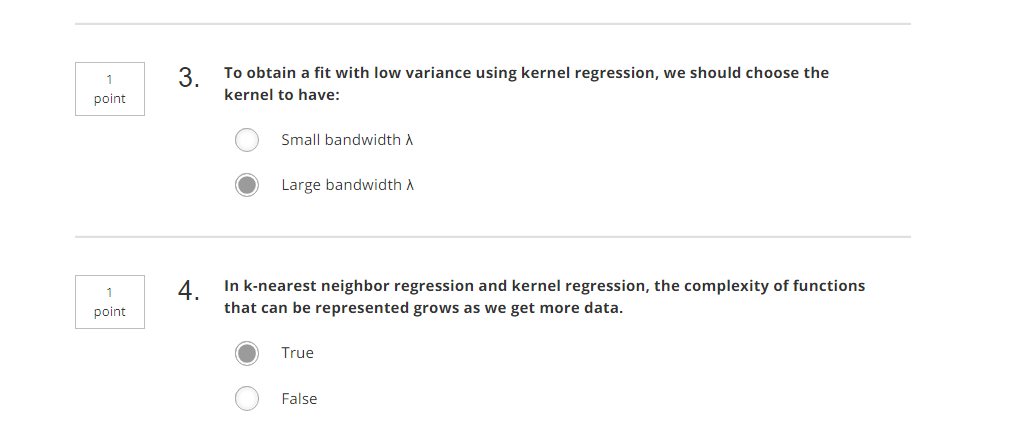 1
point
3.
To obtain a fit with low variance using kernel regression, we should choose the
kernel to have:
Small bandwidth λ
Large bandwidth λ
1
point
4.
In k-nearest neighbor regression and kernel regression, the complexity of functions
that can be represented grows as we get more data.
True
False